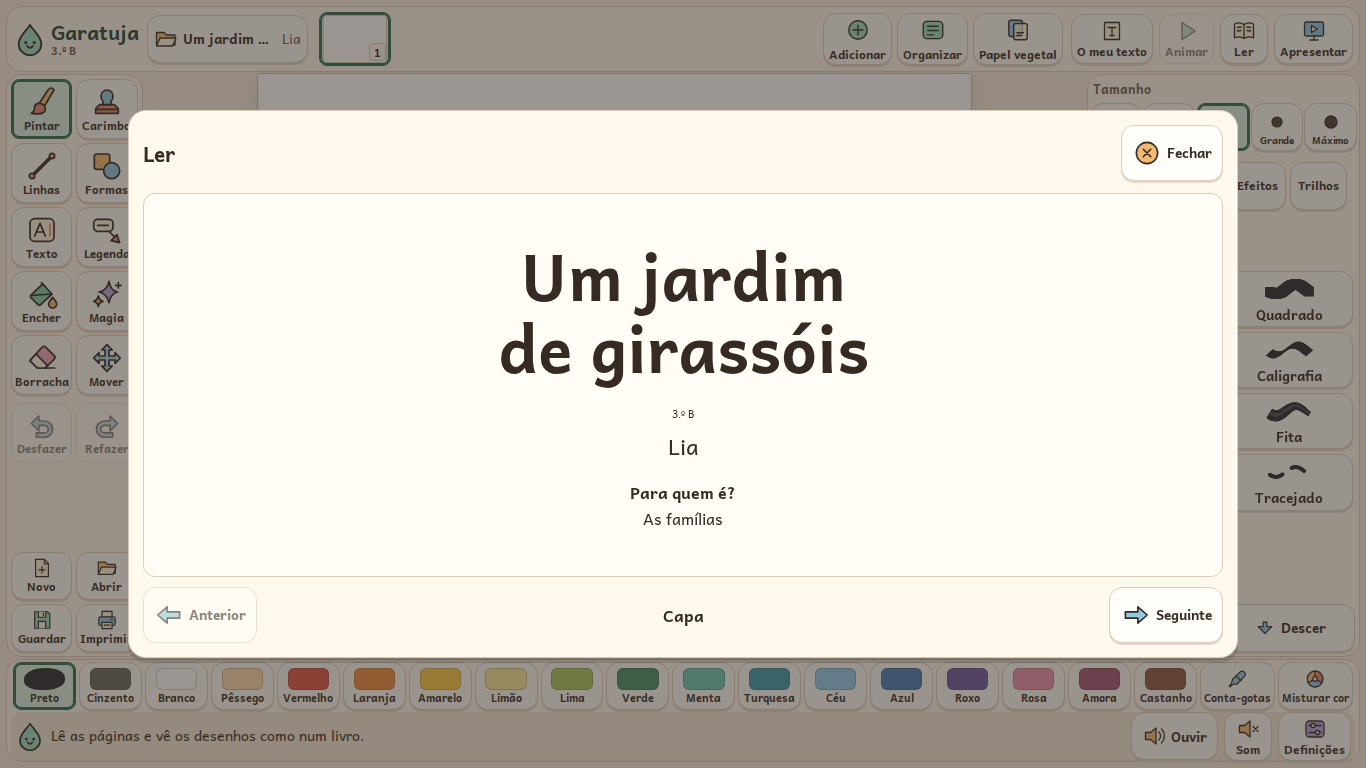 Garatuja
3.º B
Um jardim ...
Lia
1
Adicionar
Organizar
Papel vegetal
O meu texto
Animar
Ler
Apresentar
Pintar
Linhas
Formas
Texto
Encher
Magia
Borracha
Mover
Desfazer
Refazer
Novo
Abrir
Guardar
Tamanho
Grande
Máximo
Efeitos
Trilhos
Quadrado
Caligrafia
Fita
Tracejado
Descer
Ler
Fechar
Um jardim
de girassóis
3.º B
Lia
Para quem é?
As famílias
Anterior
Capa
Seguinte
Preto
Cinzento
Branco
Pêssego
Vermelho
Laranja
Amarelo
Limão
Lima
Verde
Menta
Turquesa
Céu
Azul
Roxo
Rosa
Amora
Castanho
Conta-gotas
Misturar cor
Lê as páginas e vê os desenhos como num livro.
Ouvir
Som
Definições